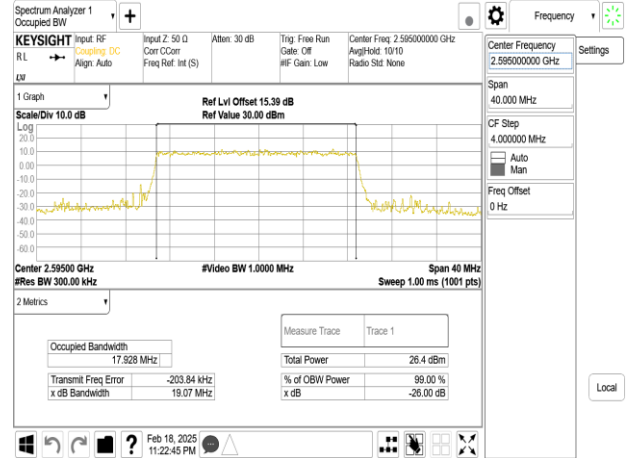 Spectrum Analyzer 1
Occupied BW
Frequency
KEYSIGHT
RL
LXI
Input: RF
Coupling: DC
Align: Auto
Input Z: 50 Ω
Corr CCorr
Freq Ref: Int (S)
Atten: 30 dB
Trig: Free Run
Gate: Off
#IF Gain: Low
Center Freq: 2.595000000 GHz
Avg|Hold: 10/10
Radio Std: None
Center Frequency
2.595000000 GHz
Settings
Span
40.000 MHz
CF Step
4.000000 MHz
Auto
Man
Freq Offset
0 Hz
Local
1 Graph
Scale/Div 10.0 dB
Ref Lvl Offset 15.39 dB
Ref Value 30.00 dBm
Log
20.0
10.0
0.00
-10.0
-20.0
-30.0
-40.0
-50.0
-60.0
Center 2.59500 GHz
#Video BW 1.0000 MHz
Span 40 MHz
#Res BW 300.00 kHz
Sweep 1.00 ms (1001 pts)
2 Metrics
Measure Trace Trace 1
Occupied Bandwidth
17.928 MHz
Total Power 26.4 dBm
Transmit Freq Error -203.84 kHz
% of OBW Power 99.00 %
x dB Bandwidth 19.07 MHz
x dB -26.00 dB
?
Feb 18, 2025
11:22:45 PM